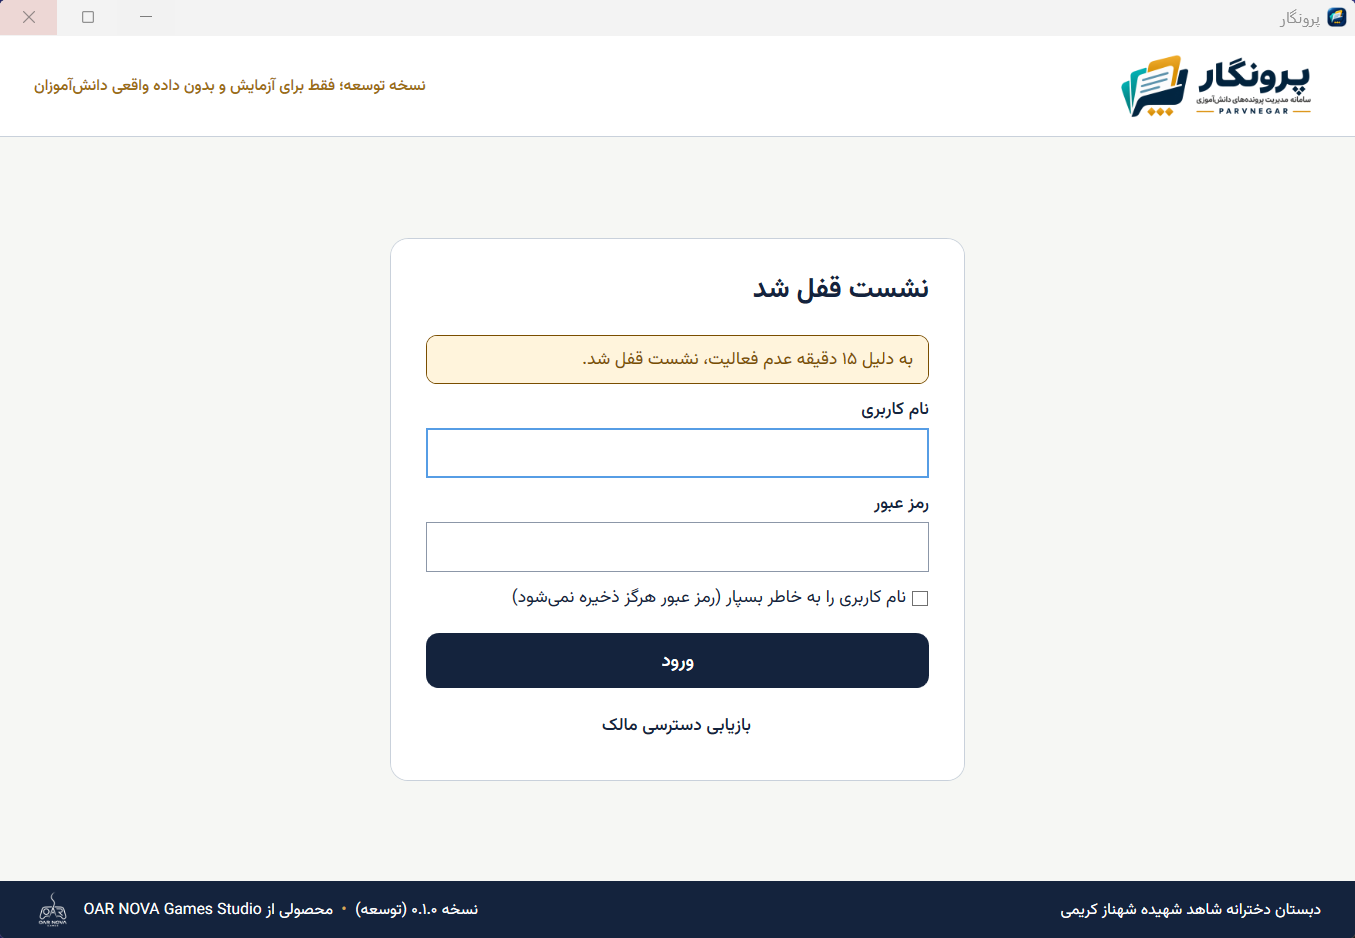 پرونگار
پرونگار
سامانه مدیریت پرونده‌های دانش‌آموزی
PARVNEGAR
نسخه توسعه؛ فقط برای آزمایش و بدون داده واقعی دانش‌آموزان
نشست قفل شد
به دلیل ۱۵ دقیقه عدم فعالیت، نشست قفل شد.
نام کاربری
رمز عبور
نام کاربری را به خاطر بسپار (رمز عبور هرگز ذخیره نمی‌شود)
ورود
بازیابی دسترسی مالک
دبستان دخترانه شاهد شهیده شهناز کریمی
نسخه ۰.۱.۰ (توسعه) • محصولی از OAR NOVA Games Studio
OAR NOVA
GAMES